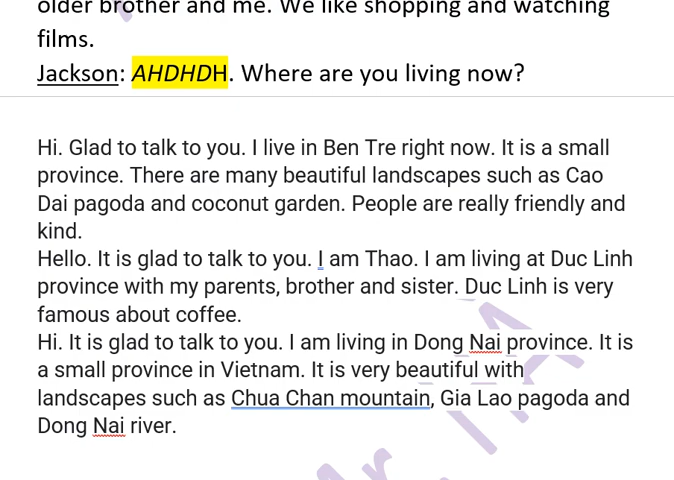 older brother and me. We like shopping and watching
films.
Jackson: AHDHDH. Where are you living now?
Hi. Glad to talk to you. I live in Ben Tre right now. It is a small
province. There are many beautiful landscapes such as Cao
Dai pagoda and coconut garden. People are really friendly and
kind.
Hello. It is glad to talk to you. I am Thao. I am living at Duc Linh
province with my parents, brother and sister. Duc Linh is very
famous about coffee.
Hi. It is glad to talk to you. I am living in Dong Nai province. It is
a small province in Vietnam. It is very beautiful with
landscapes such as Chua Chan mountain, Gia Lao pagoda and
Dong Nai river.